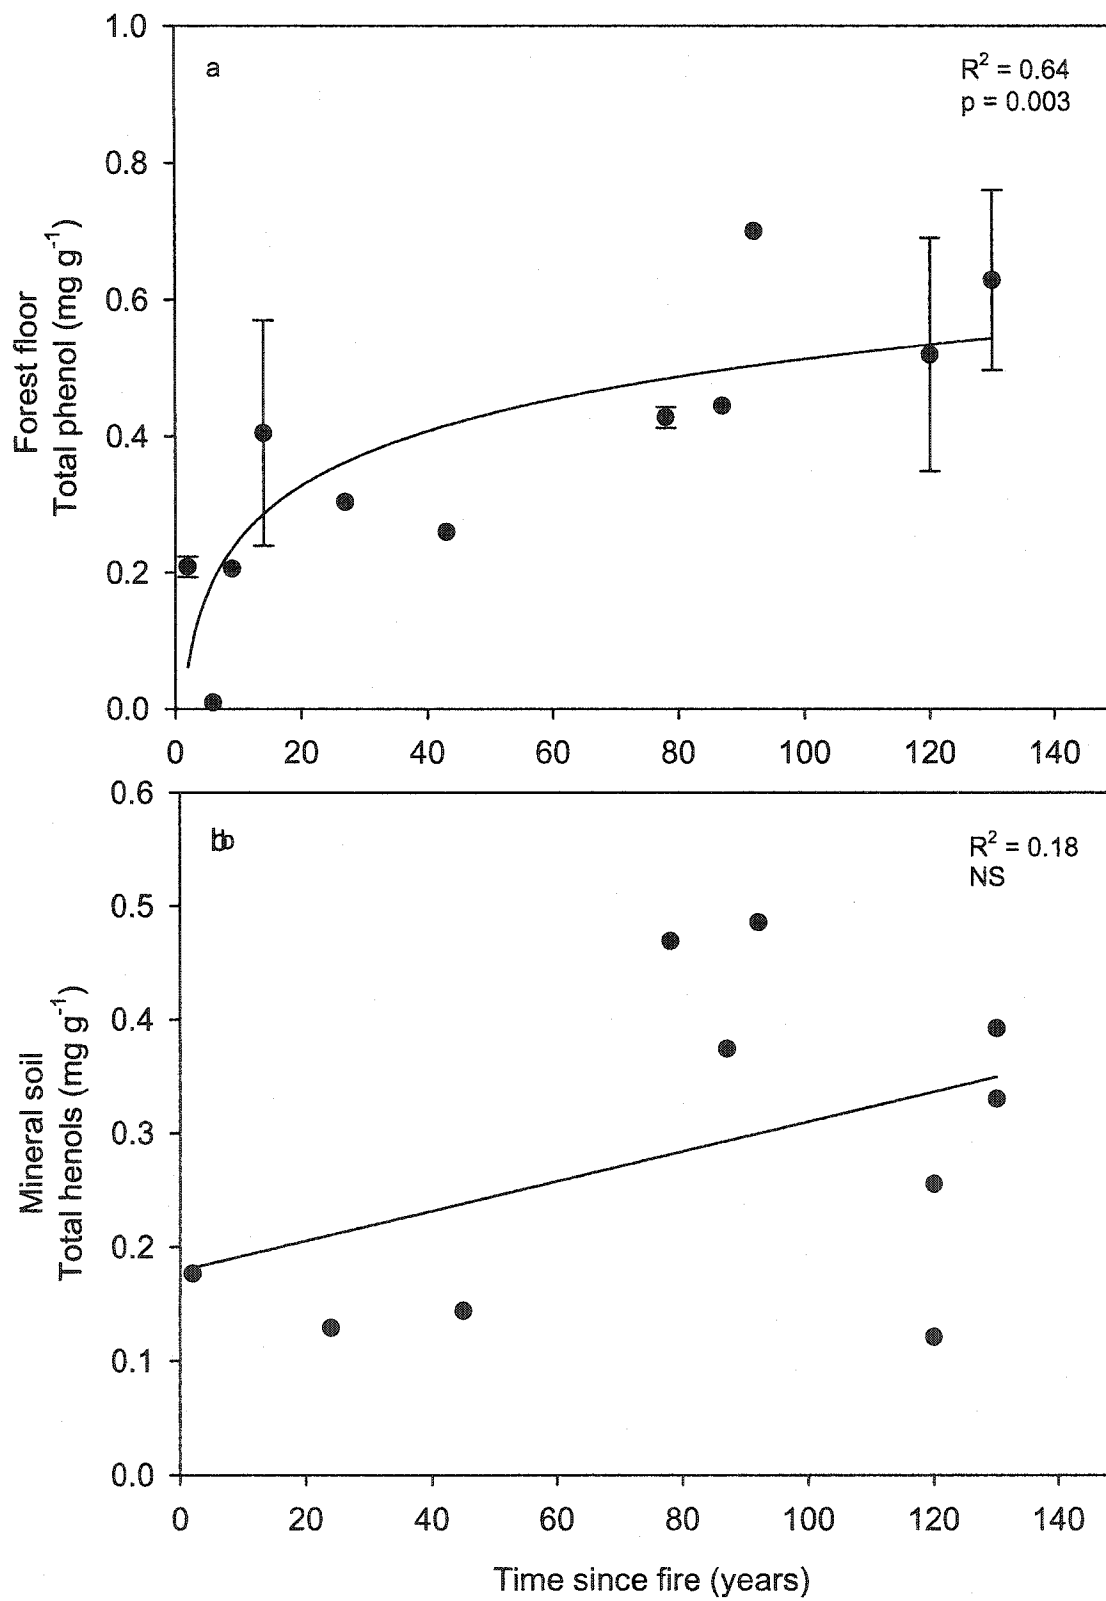 a
R² = 0.64
p = 0.003
1.0
0.8
0.6
0.4
0.2
0.0
Forest floor
Total phenol (mg g⁻¹)
0 20 40 60 80 100 120 140
b
R² = 0.18
NS
0.6
0.5
0.4
0.3
0.2
0.1
0.0
Mineral soil
Total henols (mg g⁻¹)
0 20 40 60 80 100 120 140
Time since fire (years)